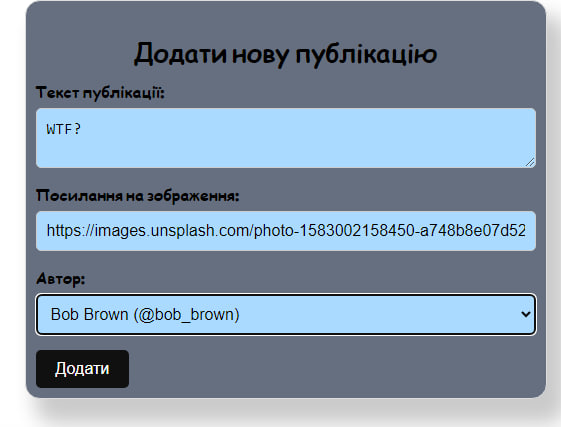 Додати нову публікацію
Текст публікації:
WTF?
Посилання на зображення:
https://images.unsplash.com/photo-1583002158450-a748b8e07d52
Автор:
Bob Brown (@bob_brown)
Додати